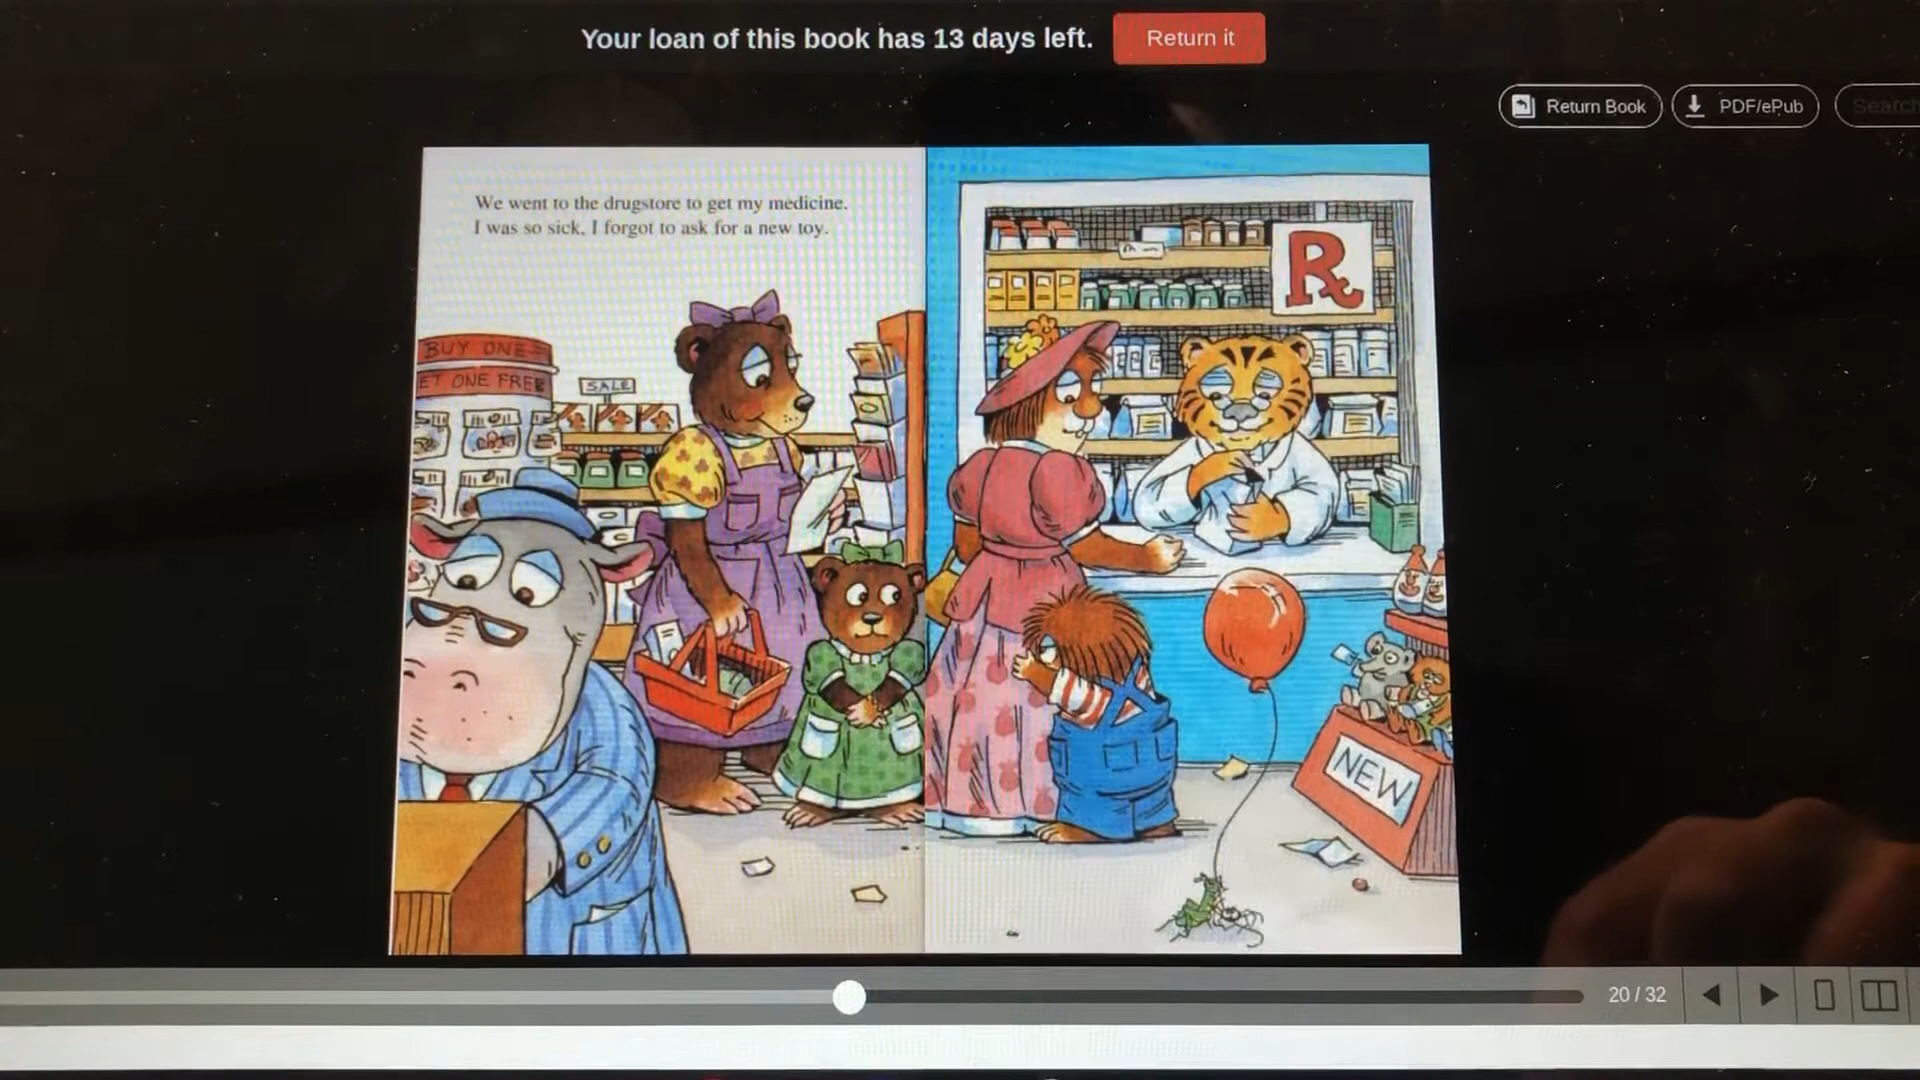 Your loan of this book has 13 days left.
Return it
Return Book
PDF/ePub
Search
We went to the drugstore to get my medicine.
I was so sick, I forgot to ask for a new toy.
BUY ONE
ET ONE FREE
SALE
Rx
NEW
20 / 32